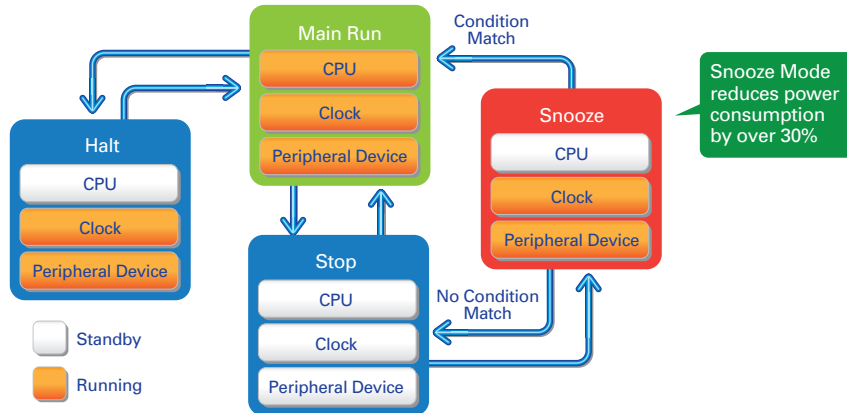 Main Run
CPU
Clock
Peripheral Device
Condition
Match
Snooze Mode
reduces power
consumption
by over 30%
Snooze
CPU
Clock
Peripheral Device
Halt
CPU
Clock
Peripheral Device
Stop
CPU
Clock
Peripheral Device
No Condition
Match
Standby
Running